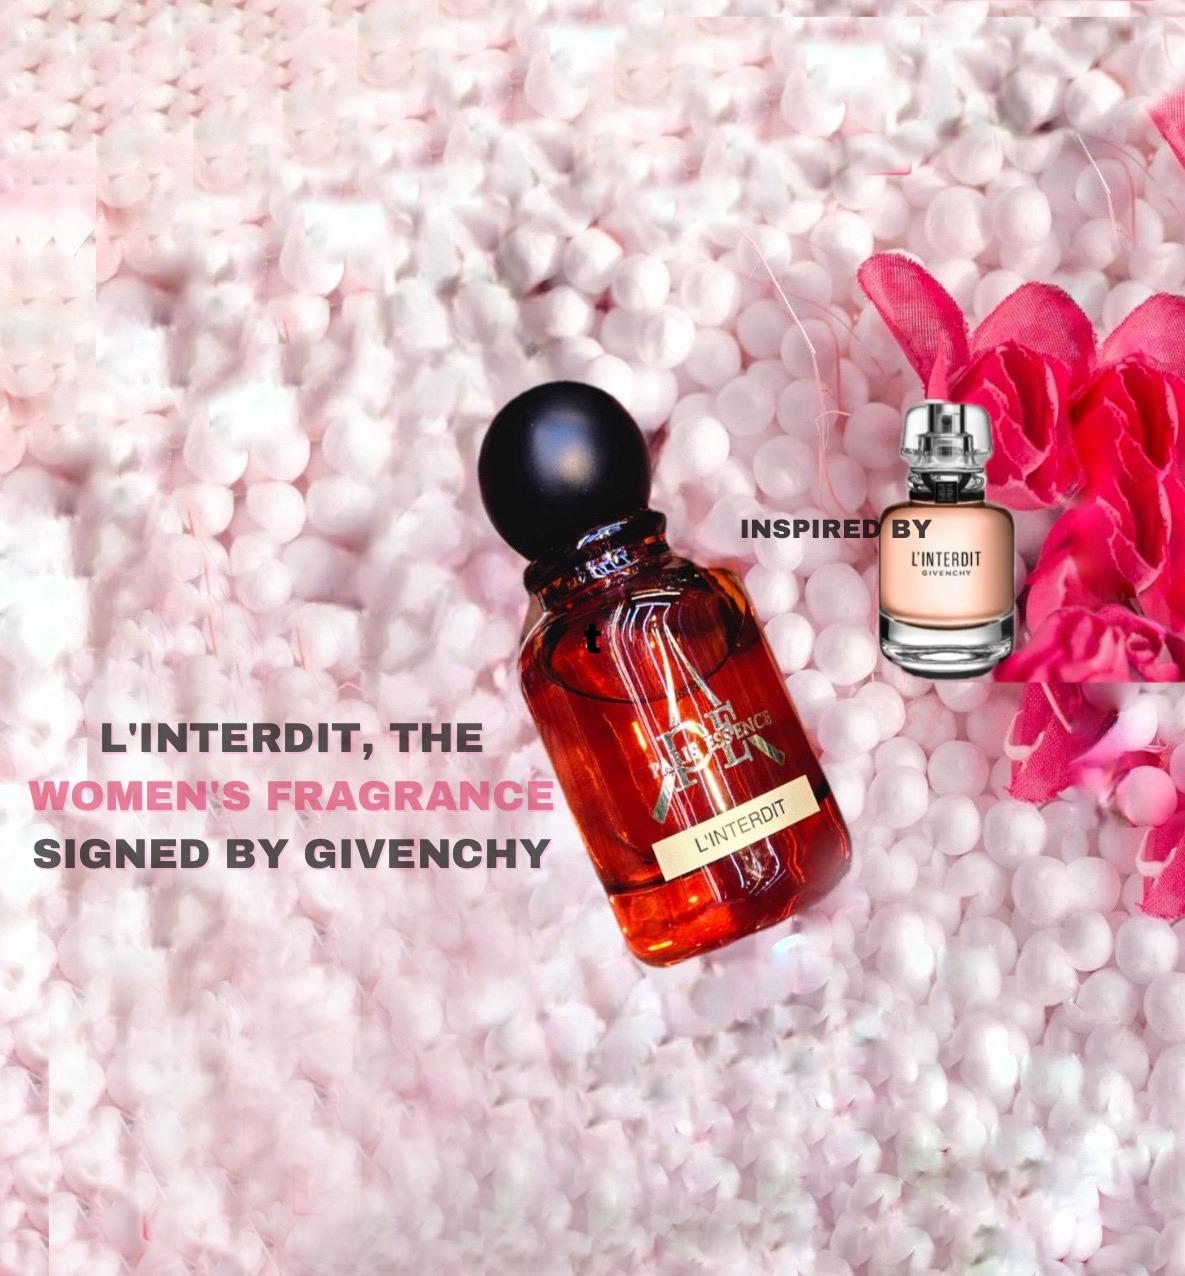 INSPIRED BY
L'INTERDIT
GIVENCHY
t
PARIS ESSENCE
L'INTERDIT, THE
WOMEN'S FRAGRANCE
SIGNED BY GIVENCHY
L'INTERDIT